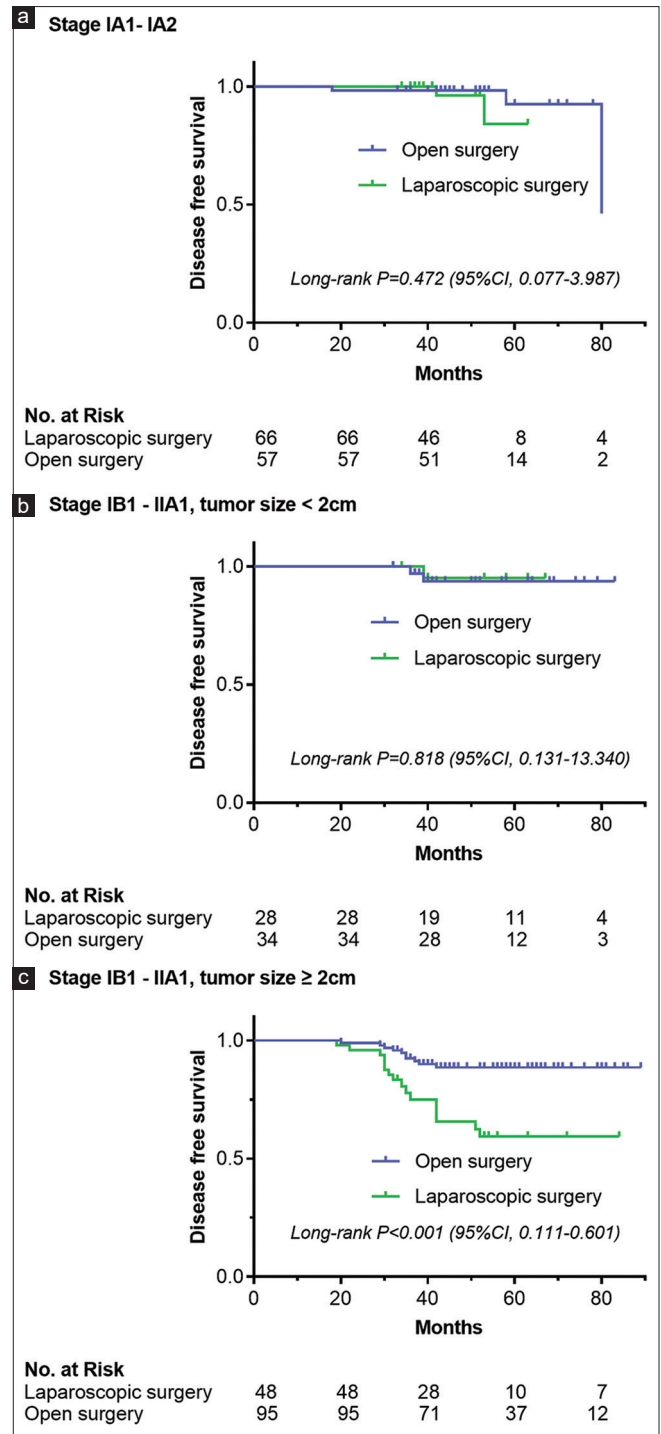 a Stage IA1- IA2
1.0
Open surgery
Laparoscopic surgery
0.5
Disease free survival
Long-rank P=0.472 (95%CI, 0.077-3.987)
0.0
0 20 40 60 80
Months
No. at Risk
Laparoscopic surgery 66 66 46 8 4
Open surgery 57 57 51 14 2
b Stage IB1 - IIA1, tumor size < 2cm
1.0
Open surgery
Laparoscopic surgery
0.5
Disease free survival
Long-rank P=0.818 (95%CI, 0.131-13.340)
0.0
0 20 40 60 80
Months
No. at Risk
Laparoscopic surgery 28 28 19 11 4
Open surgery 34 34 28 12 3
c Stage IB1 - IIA1, tumor size ≥ 2cm
1.0
0.5
Disease free survival
Open surgery
Laparoscopic surgery
Long-rank P<0.001 (95%CI, 0.111-0.601)
0.0
0 20 40 60 80
Months
No. at Risk
Laparoscopic surgery 48 48 28 10 7
Open surgery 95 95 71 37 12